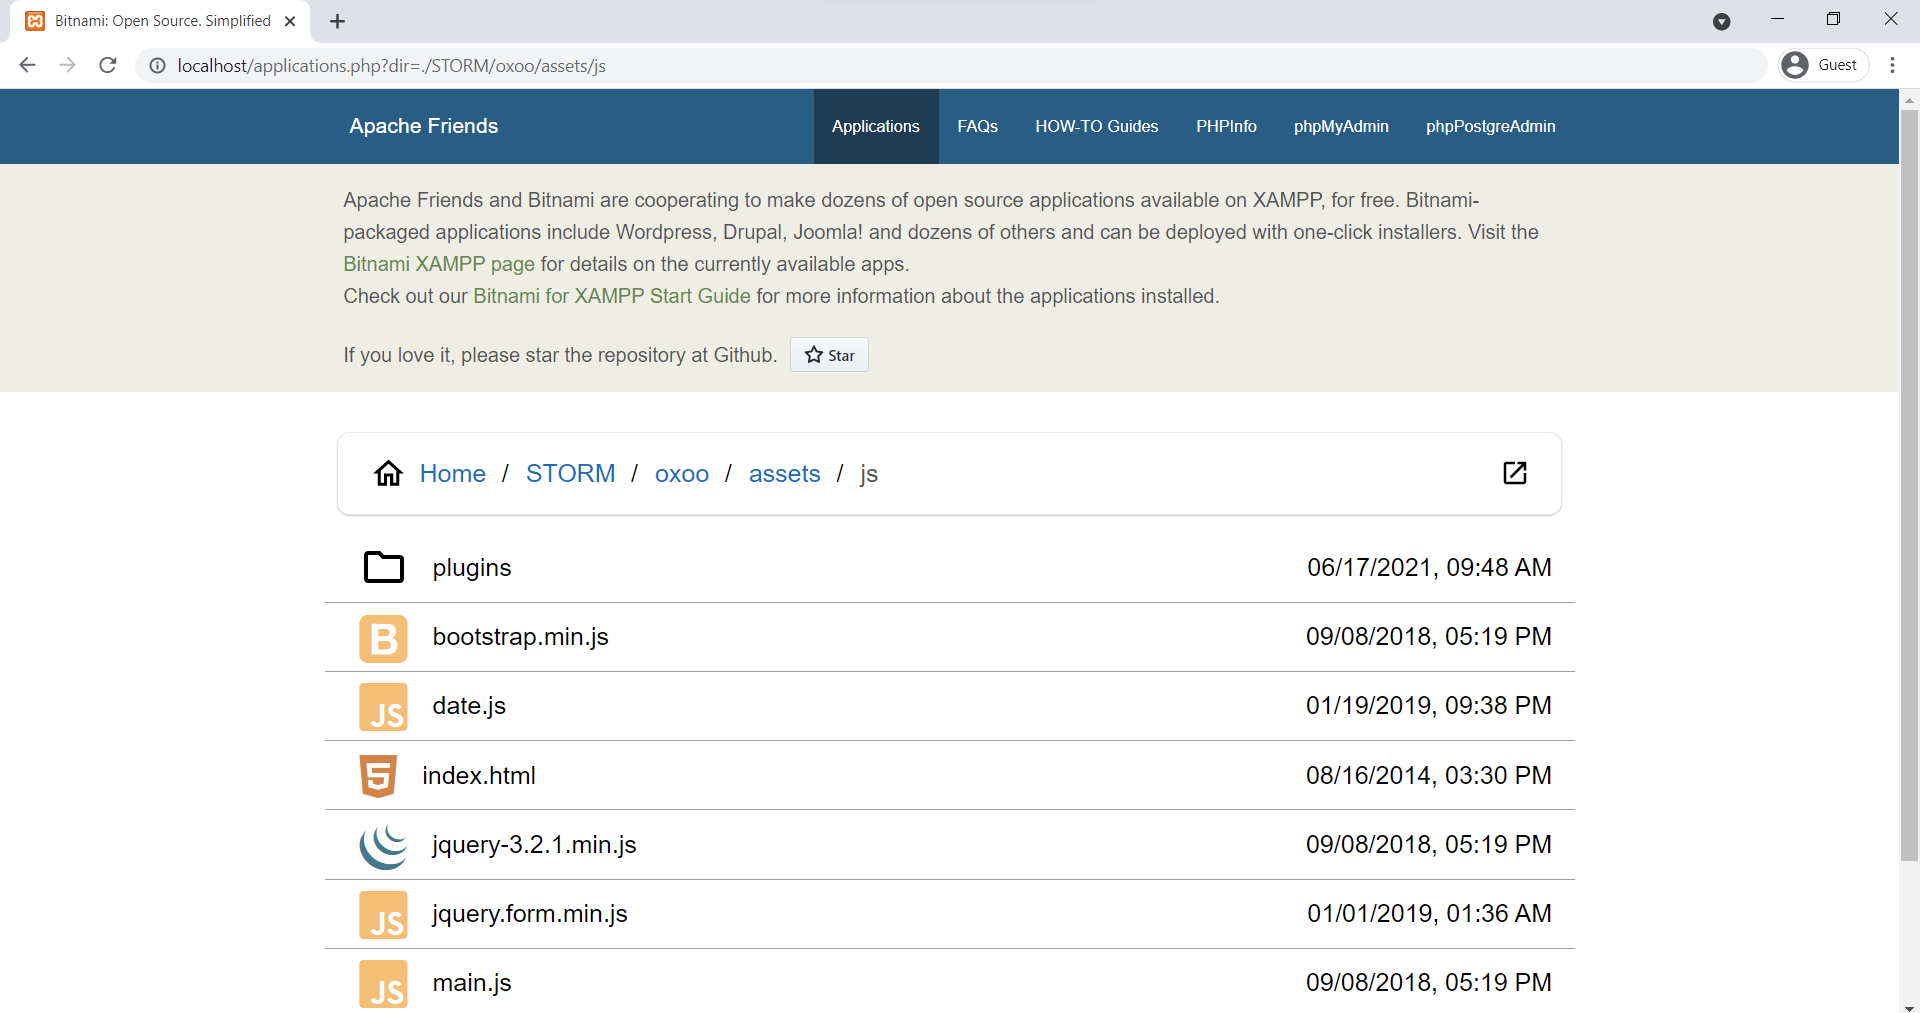 Bitnami: Open Source. Simplified
localhost/applications.php?dir=./STORM/oxoo/assets/js
Guest
Apache Friends
Applications
FAQs
HOW-TO Guides
PHPInfo
phpMyAdmin
phpPostgreAdmin
Apache Friends and Bitnami are cooperating to make dozens of open source applications available on XAMPP, for free. Bitnami-
packaged applications include Wordpress, Drupal, Joomla! and dozens of others and can be deployed with one-click installers. Visit the
Bitnami XAMPP page for details on the currently available apps.
Check out our Bitnami for XAMPP Start Guide for more information about the applications installed.
If you love it, please star the repository at Github.
Star
Home / STORM / oxoo / assets / js
plugins 06/17/2021, 09:48 AM
B bootstrap.min.js 09/08/2018, 05:19 PM
JS date.js 01/19/2019, 09:38 PM
5 index.html 08/16/2014, 03:30 PM
jquery-3.2.1.min.js 09/08/2018, 05:19 PM
JS jquery.form.min.js 01/01/2019, 01:36 AM
JS main.js 09/08/2018, 05:19 PM